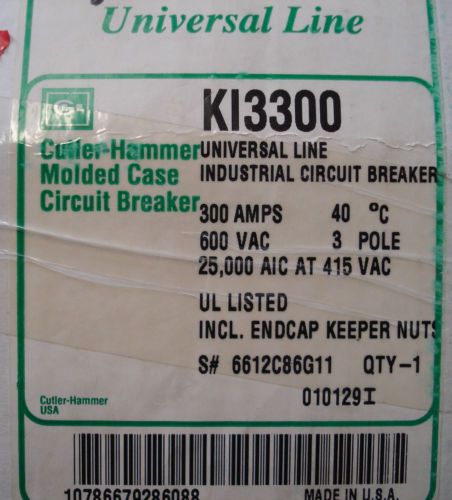 Universal Line
KI3300
Cutler-Hammer
Molded Case
Circuit Breaker
UNIVERSAL LINE
INDUSTRIAL CIRCUIT BREAKER
300 AMPS 40 °C
600 VAC 3 POLE
25,000 AIC AT 415 VAC
UL LISTED
INCL. ENDCAP KEEPER NUTS
S# 6612C86G11 QTY-1
010129I
Cutler-Hammer
USA
10786679286088 MADE IN U.S.A.